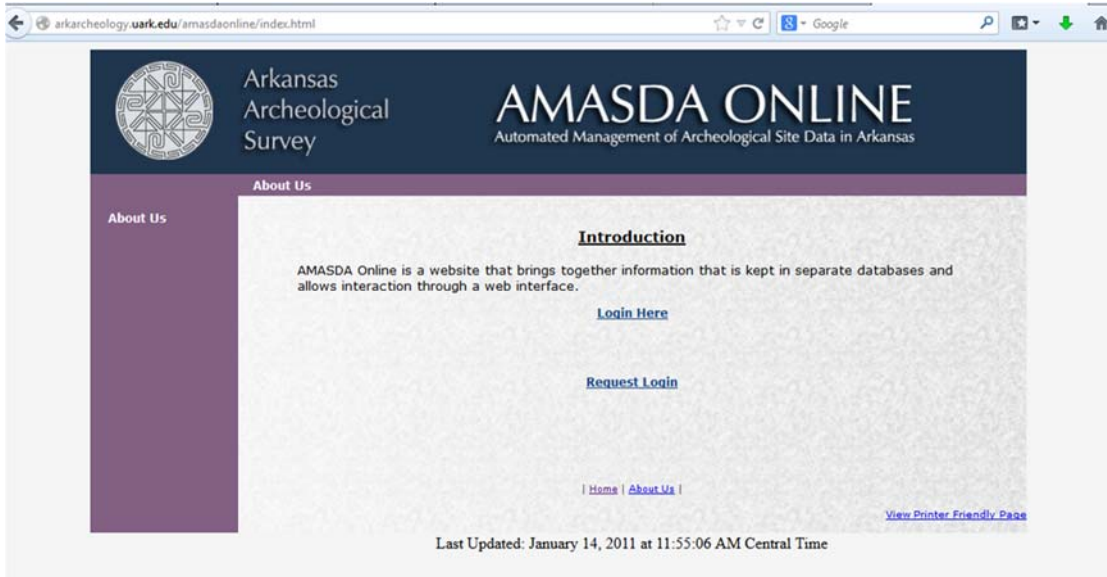 arkarcheology.uark.edu/amasdaonline/index.html
8 Google
Arkansas
Archeological
Survey
AMASDA ONLINE
Automated Management of Archeological Site Data in Arkansas
About Us
About Us
Introduction
AMASDA Online is a website that brings together information that is kept in separate databases and
allows interaction through a web interface.
Login Here
Request Login
| Home | About Us |
View Printer Friendly Page
Last Updated: January 14, 2011 at 11:55:06 AM Central Time